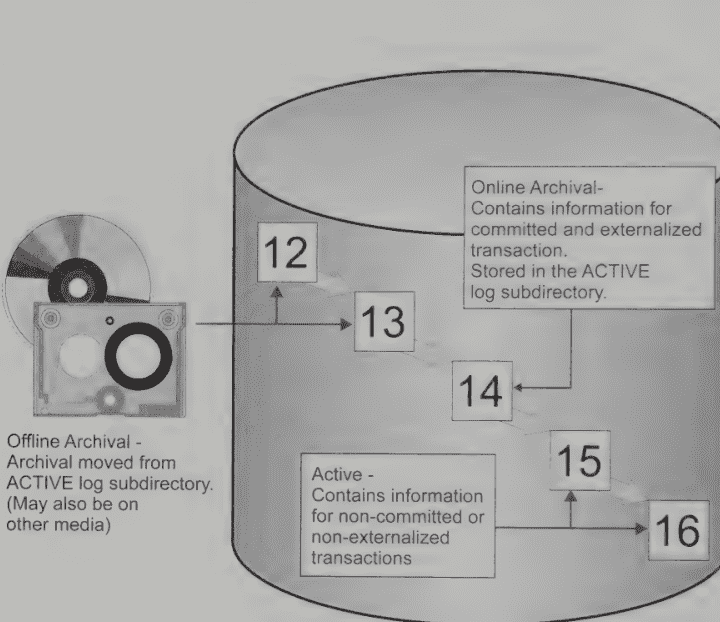 Online Archival-
Contains information for
committed and externalized
transaction.
Stored in the ACTIVE
log subdirectory.
12
13
14
15
16
Offline Archival -
Archival moved from
ACTIVE log subdirectory.
(May also be on
other media)
Active -
Contains information
for non-committed or
non-externalized
transactions